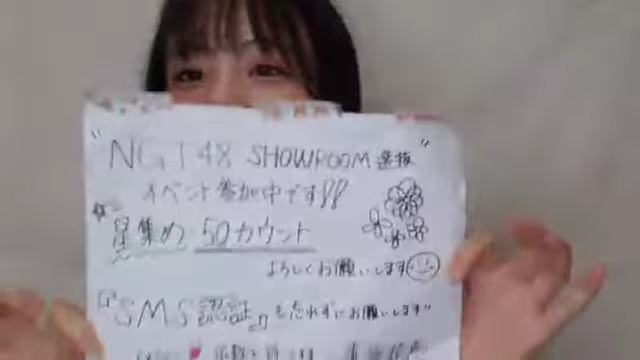 "NGT48 SHOWROOM選抜"
イベント参加中です!!
☆星集め 50カウント
よろしくお願いします
『SMS認証』も忘れずにお願いします